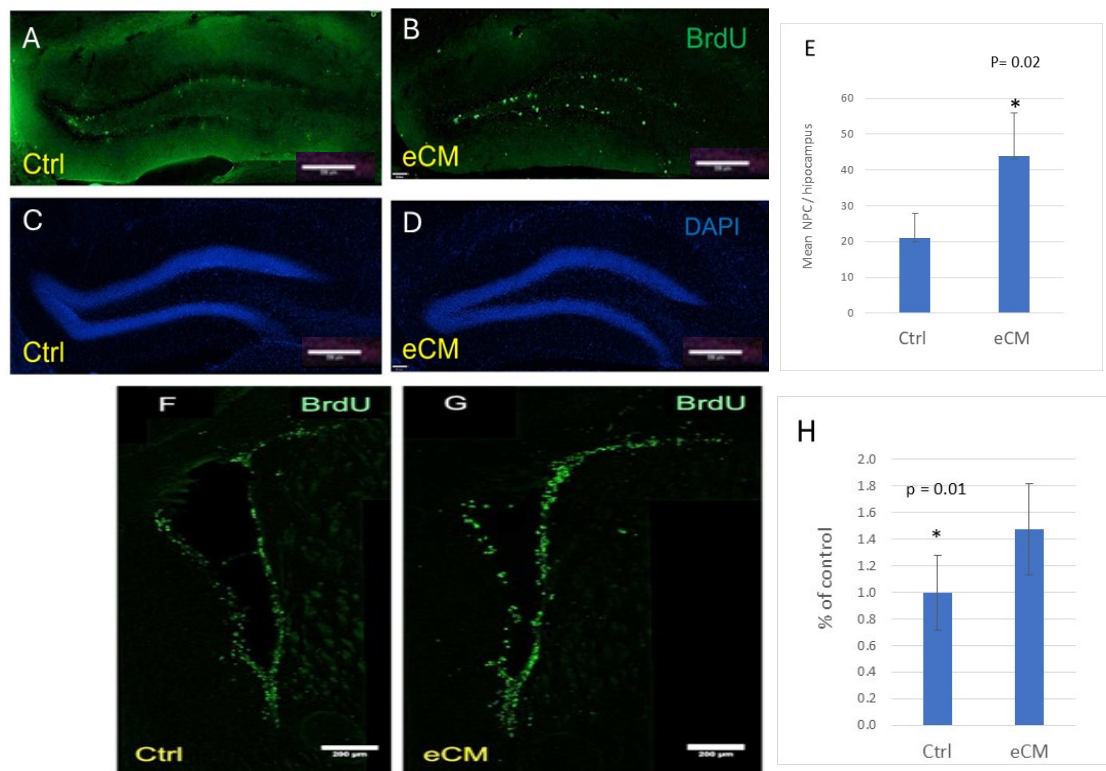 A
Ctrl
B
BrdU
eCM
C
Ctrl
D
DAPI
eCM
E
P= 0.02
*
60
50
40
30
20
10
0
Mean NPC / hipocampus
Ctrl
eCM
F
BrdU
Ctrl
200 µm
G
BrdU
eCM
200 µm
H
2.0
1.8
1.6
1.4
1.2
1.0
0.8
0.6
0.4
0.2
0.0
p = 0.01
*
% of control
Ctrl
eCM